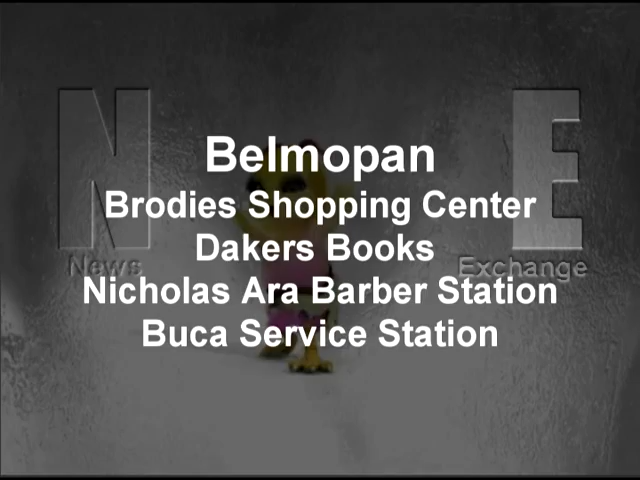 N E
Belmopan
Brodies Shopping Center
Dakers Books
News Exchange
Nicholas Ara Barber Station
Buca Service Station